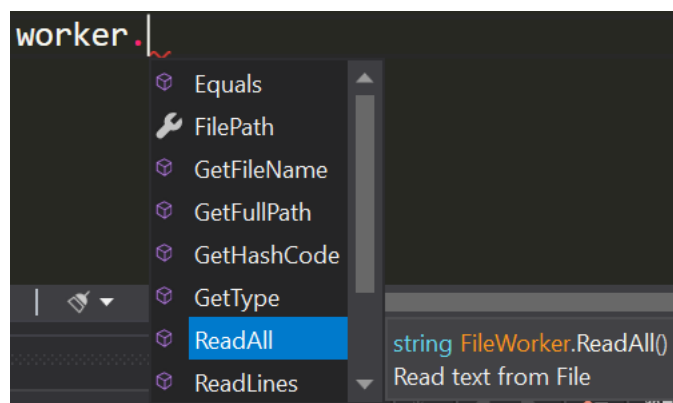 worker.
Equals
FilePath
GetFileName
GetFullPath
GetHashCode
GetType
ReadAll
ReadLines
string FileWorker.ReadAll()
Read text from File